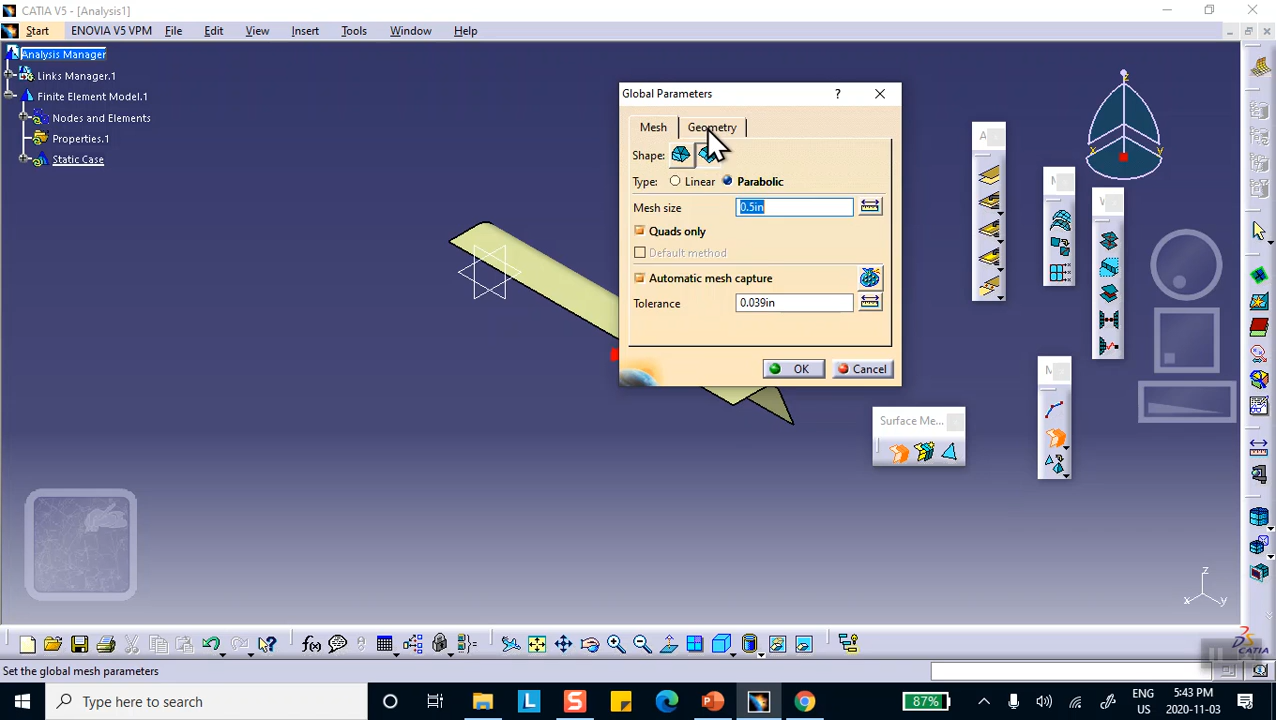 CATIA V5 - [Analysis1]
Start ENOVIA V5 VPM File Edit View Insert Tools Window Help
Analysis Manager
Links Manager.1
Finite Element Model.1
Nodes and Elements
Properties.1
Static Case
Global Parameters ?
Mesh Geometry
Shape:
Type: Linear Parabolic
Mesh size 0.5in
Quads only
Default method
Automatic mesh capture
Tolerance 0.039in
OK Cancel
A...
M...
W...
M...
Surface Me...
z
x y
z
x y
f(x)
CATIA
Set the global mesh parameters
Type here to search
87%
ENG
ENG
5:43 PM
2020-11-03